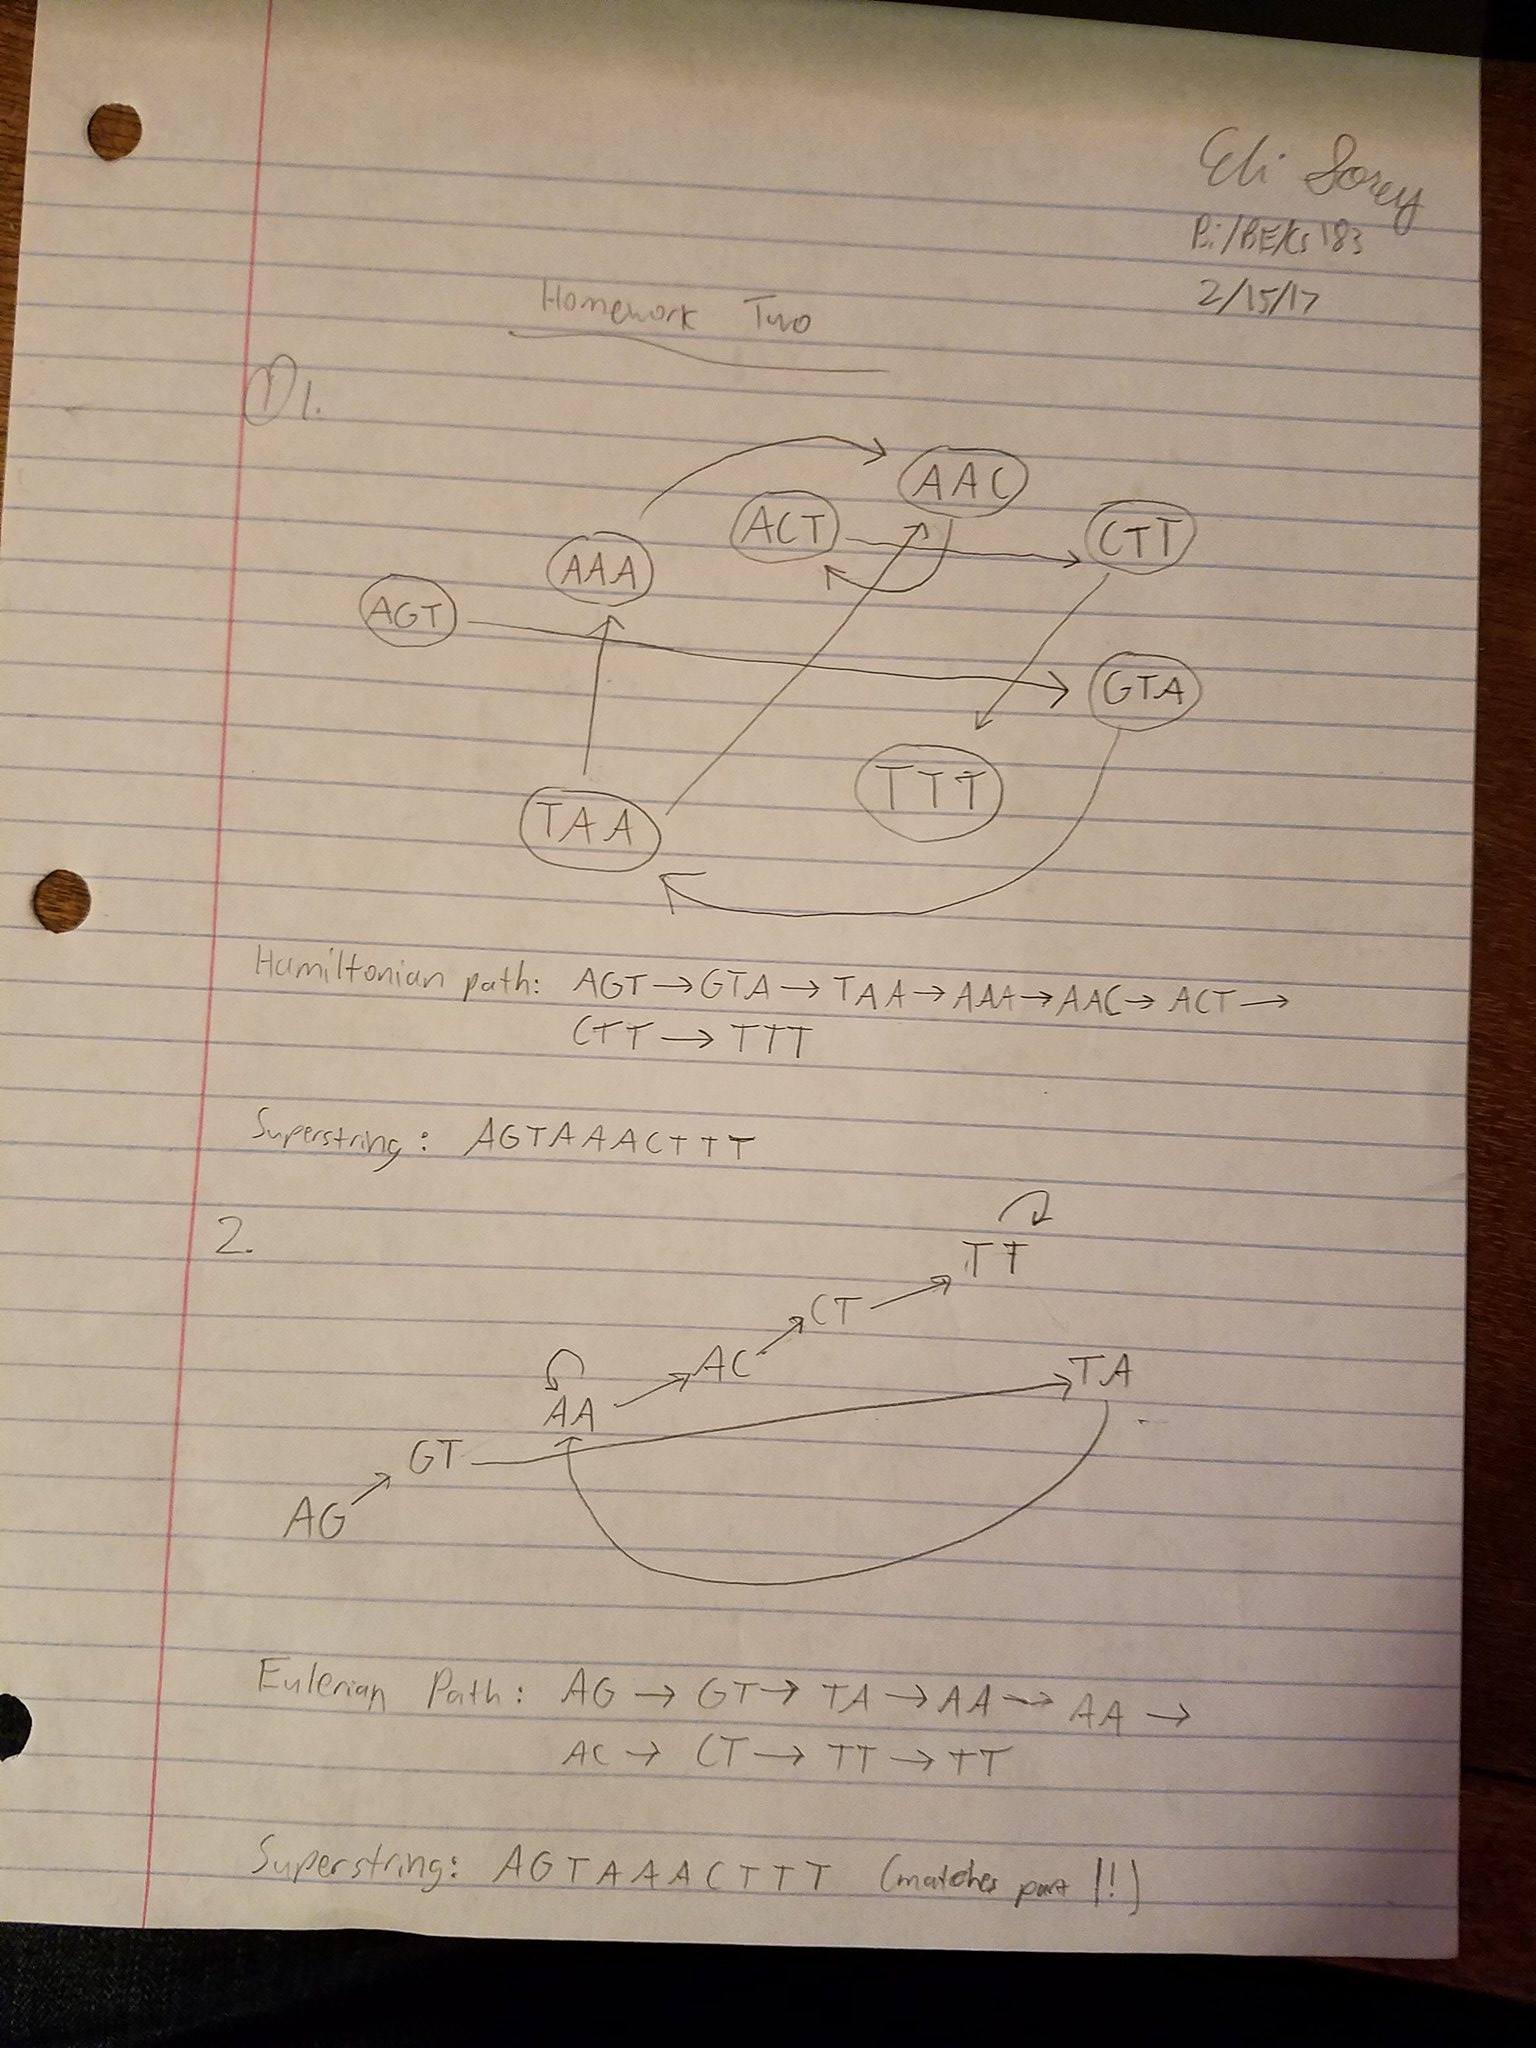 Eli Sorey
Bi/BE/Cs 183
2/15/17
Homework Two
① 1.
AAC
ACT
CTT
AAA
AGT
GTA
TTT
TAA
Hamiltonian path: AGT → GTA → TAA → AAA → AAC → ACT →
CTT → TTT
Superstring: AGTAAACTTT
2.
TT
CT
AC
TA
AA
GT
AG
Eulerian Path: AG → GT → TA → AA → AA →
AC → CT → TT → TT
Superstring: AGTAAACTTT (matches part 1!)